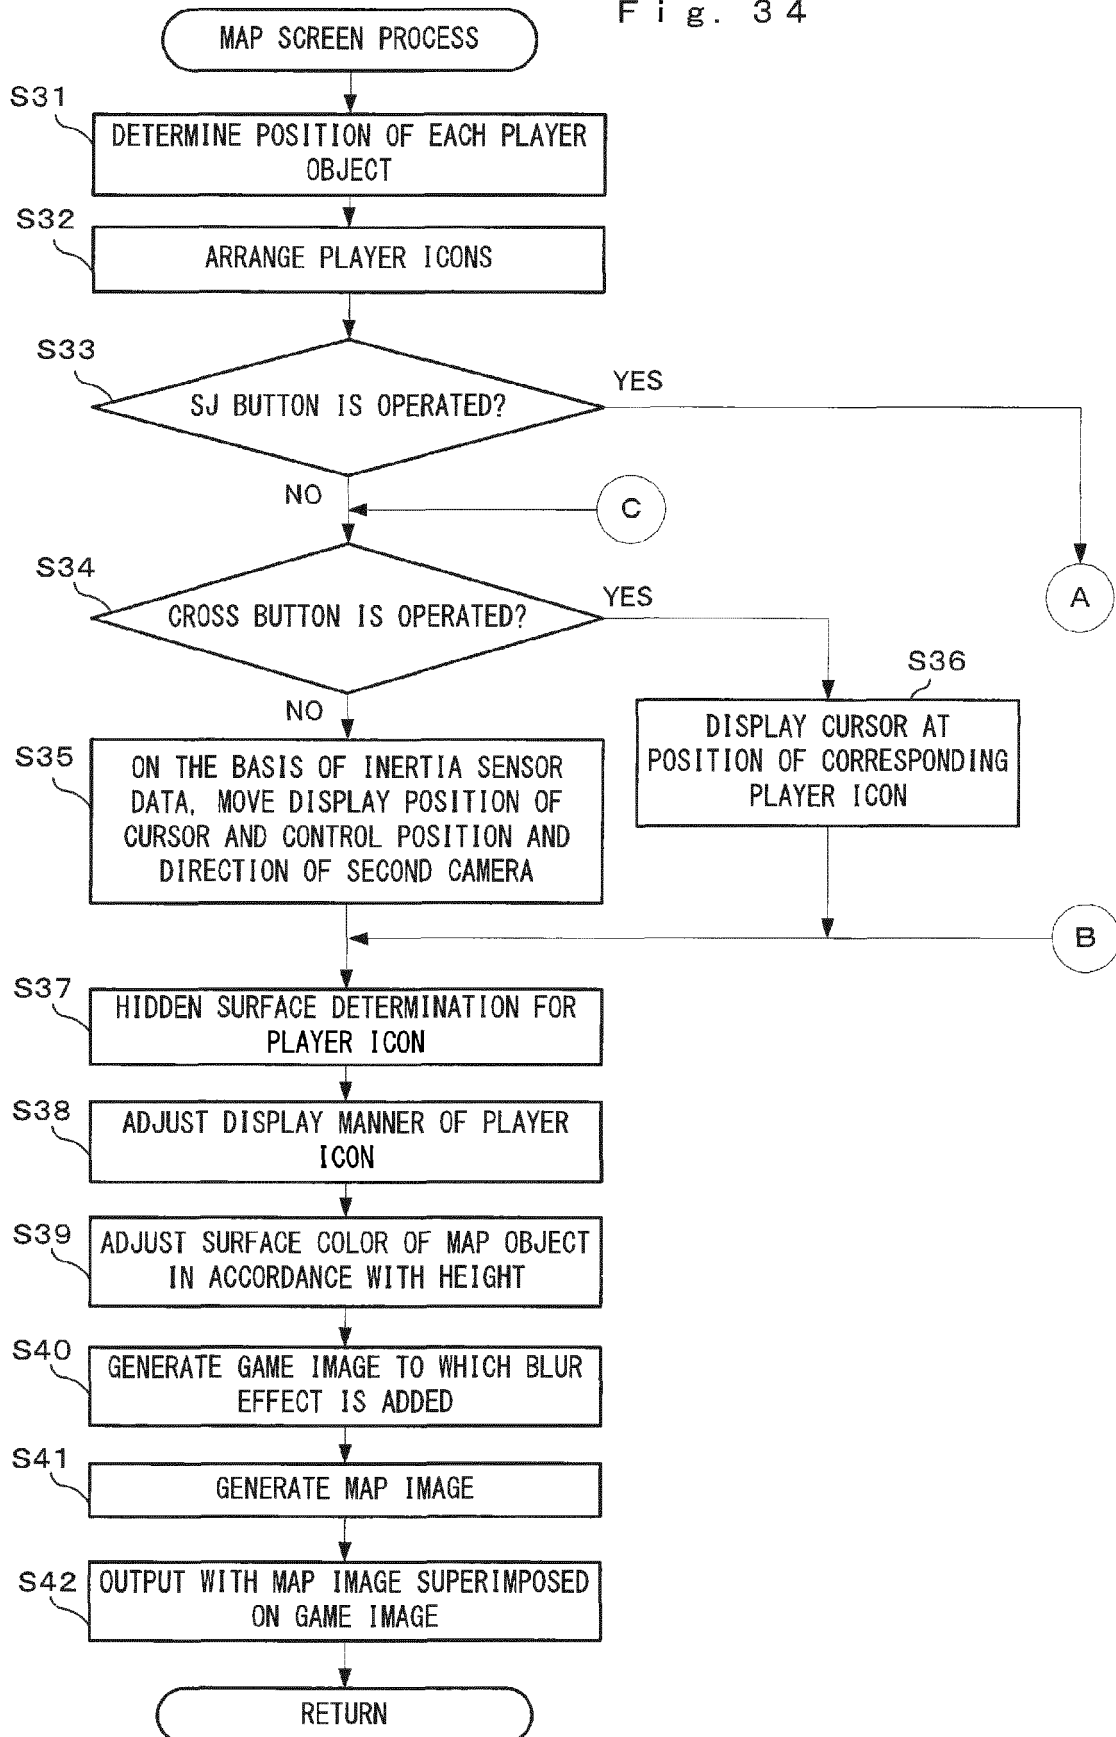 Fig. 34
MAP SCREEN PROCESS
S31
DETERMINE POSITION OF EACH PLAYER
OBJECT
S32
ARRANGE PLAYER ICONS
S33
SJ BUTTON IS OPERATED?
YES
NO
C
A
S34
CROSS BUTTON IS OPERATED?
YES
NO
S36
DISPLAY CURSOR AT
POSITION OF CORRESPONDING
PLAYER ICON
S35
ON THE BASIS OF INERTIA SENSOR
DATA, MOVE DISPLAY POSITION OF
CURSOR AND CONTROL POSITION AND
DIRECTION OF SECOND CAMERA
B
S37
HIDDEN SURFACE DETERMINATION FOR
PLAYER ICON
S38
ADJUST DISPLAY MANNER OF PLAYER
ICON
S39
ADJUST SURFACE COLOR OF MAP OBJECT
IN ACCORDANCE WITH HEIGHT
S40
GENERATE GAME IMAGE TO WHICH BLUR
EFFECT IS ADDED
S41
GENERATE MAP IMAGE
S42
OUTPUT WITH MAP IMAGE SUPERIMPOSED
ON GAME IMAGE
RETURN